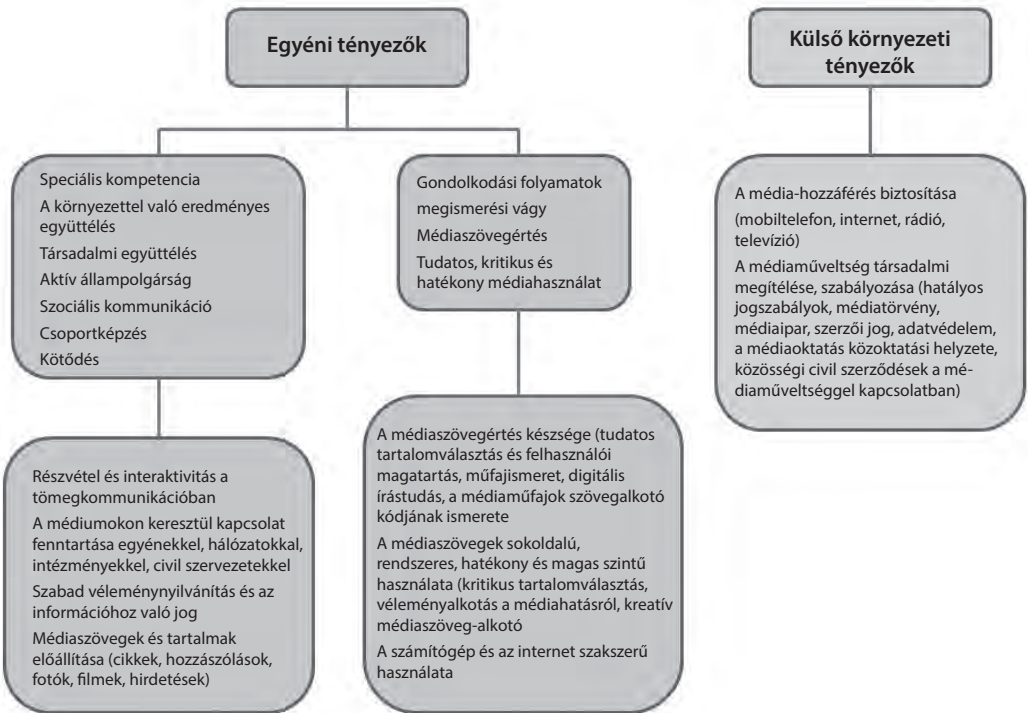 Egyéni tényezők
Speciális kompetencia
A környezettel való eredményes
együttélés
Társadalmi együttélés
Aktív állampolgárság
Szociális kommunikáció
Csoportképzés
Kötődés
Részvétel és interaktivitás a
tömegkommunikációban
A médiumokon keresztül kapcsolat
fenntartása egyénekkel, hálózatokkal,
intézményekkel, civil szervezetekkel
Szabad véleménynyilvánítás és az
információhoz való jog
Médiaszövegek és tartalmak
előállítása (cikkek, hozzászólások,
fotók, filmek, hirdetések)
Gondolkodási folyamatok
megismerési vágy
Médiaszövegértés
Tudatos, kritikus és
hatékony médiahasználat
A médiaszövegértés készsége (tudatos
tartalomválasztás és felhasználói
magatartás, műfajismeret, digitális
írástudás, a médiaműfajok szövegalkotó
kódjának ismerete
A médiaszövegek sokoldalú,
rendszeres, hatékony és magas szintű
használata (kritikus tartalomválasztás,
véleményalkotás a médiahatásról, kreatív
médiaszöveg-alkotó
A számítógép és az internet szakszerű
használata
Külső környezeti
tényezők
A média-hozzáférés biztosítása
(mobiltelefon, internet, rádió,
televízió)
A médiaműveltség társadalmi
megítélése, szabályozása (hatályos
jogszabályok, médiatörvény,
médiaipar, szerzői jog, adatvédelem,
a médiaoktatás közoktatási helyzete,
közösségi civil szerződések a mé-
diaműveltséggel kapcsolatban)